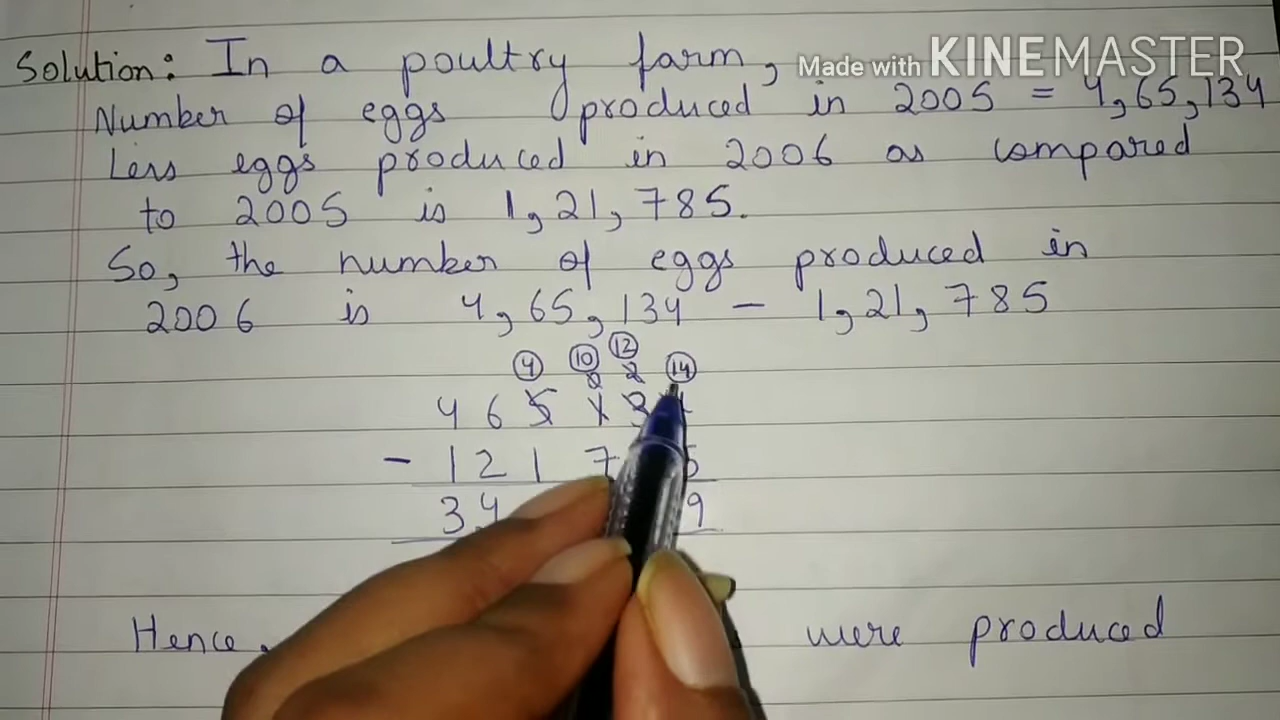 Made with KINEMASTER
Solution: In a poultry farm,
Number of eggs produced in 2005 = 4,65,134
Less eggs produced in 2006 as compared
to 2005 is 1,21,785.
So, the number of eggs produced in
2006 is 4,65,134 - 1,21,785
4 10 12 14
0 2
4 6 5 1 3
- 1 2 1 7 5
3 4 9
Hence, were produced